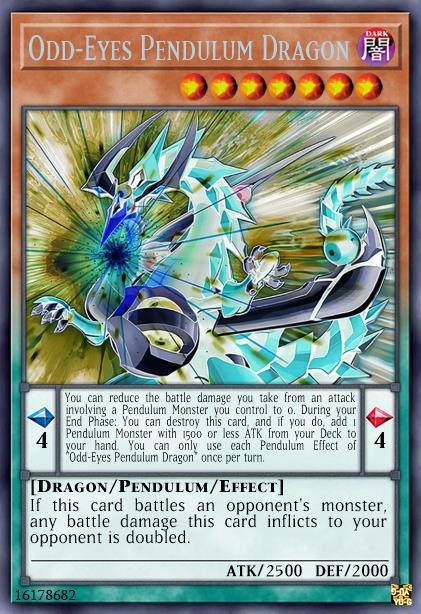 Odd-Eyes Pendulum Dragon
DARK
闇
You can reduce the battle damage you take from an attack
involving a Pendulum Monster you control to 0. During your
End Phase: You can destroy this card, and if you do, add 1
Pendulum Monster with 1500 or less ATK from your Deck to
your hand. You can only use each Pendulum Effect of
"Odd-Eyes Pendulum Dragon" once per turn.
4
4
[Dragon/Pendulum/Effect]
If this card battles an opponent's monster,
any battle damage this card inflicts to your
opponent is doubled.
ATK/2500 DEF/2000
16178682